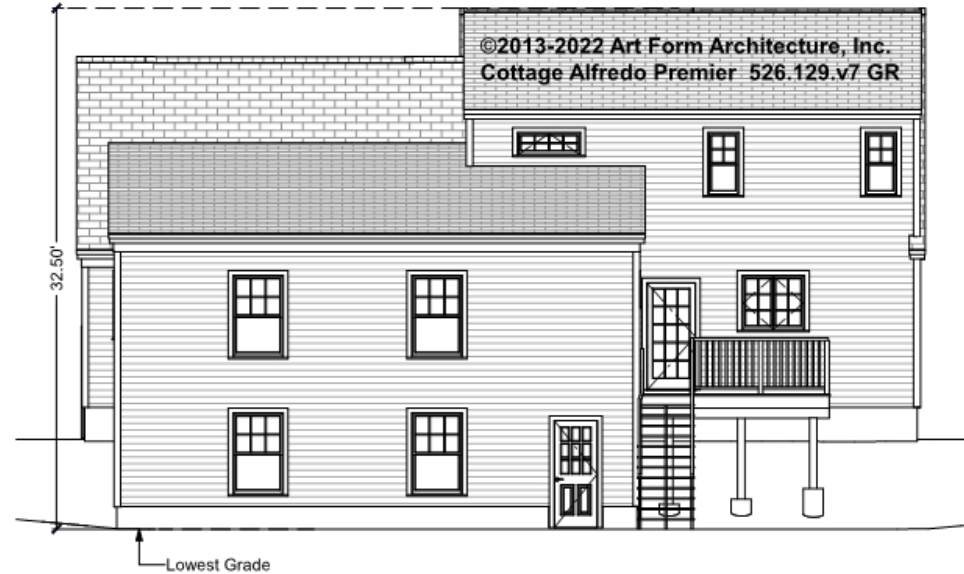 ©2013-2022 Art Form Architecture, Inc.
Cottage Alfredo Premier 526.129.v7 GR
32.50'
Lowest Grade